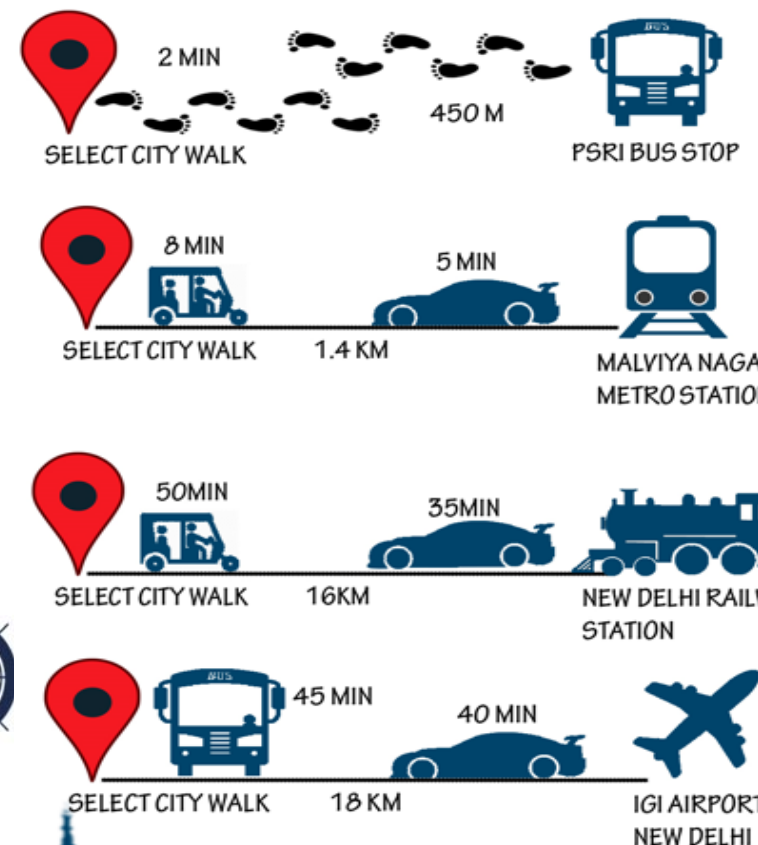 2 MIN
BUS
450 M
SELECT CITY WALK
PSRI BUS STOP
8 MIN
5 MIN
SELECT CITY WALK
1.4 KM
MALVIYA NAGA
METRO STATIO
50MIN
35MIN
SELECT CITY WALK
16KM
NEW DELHI RAIL
STATION
BUS
45 MIN
40 MIN
SELECT CITY WALK
18 KM
IGI AIRPORT
NEW DELHI